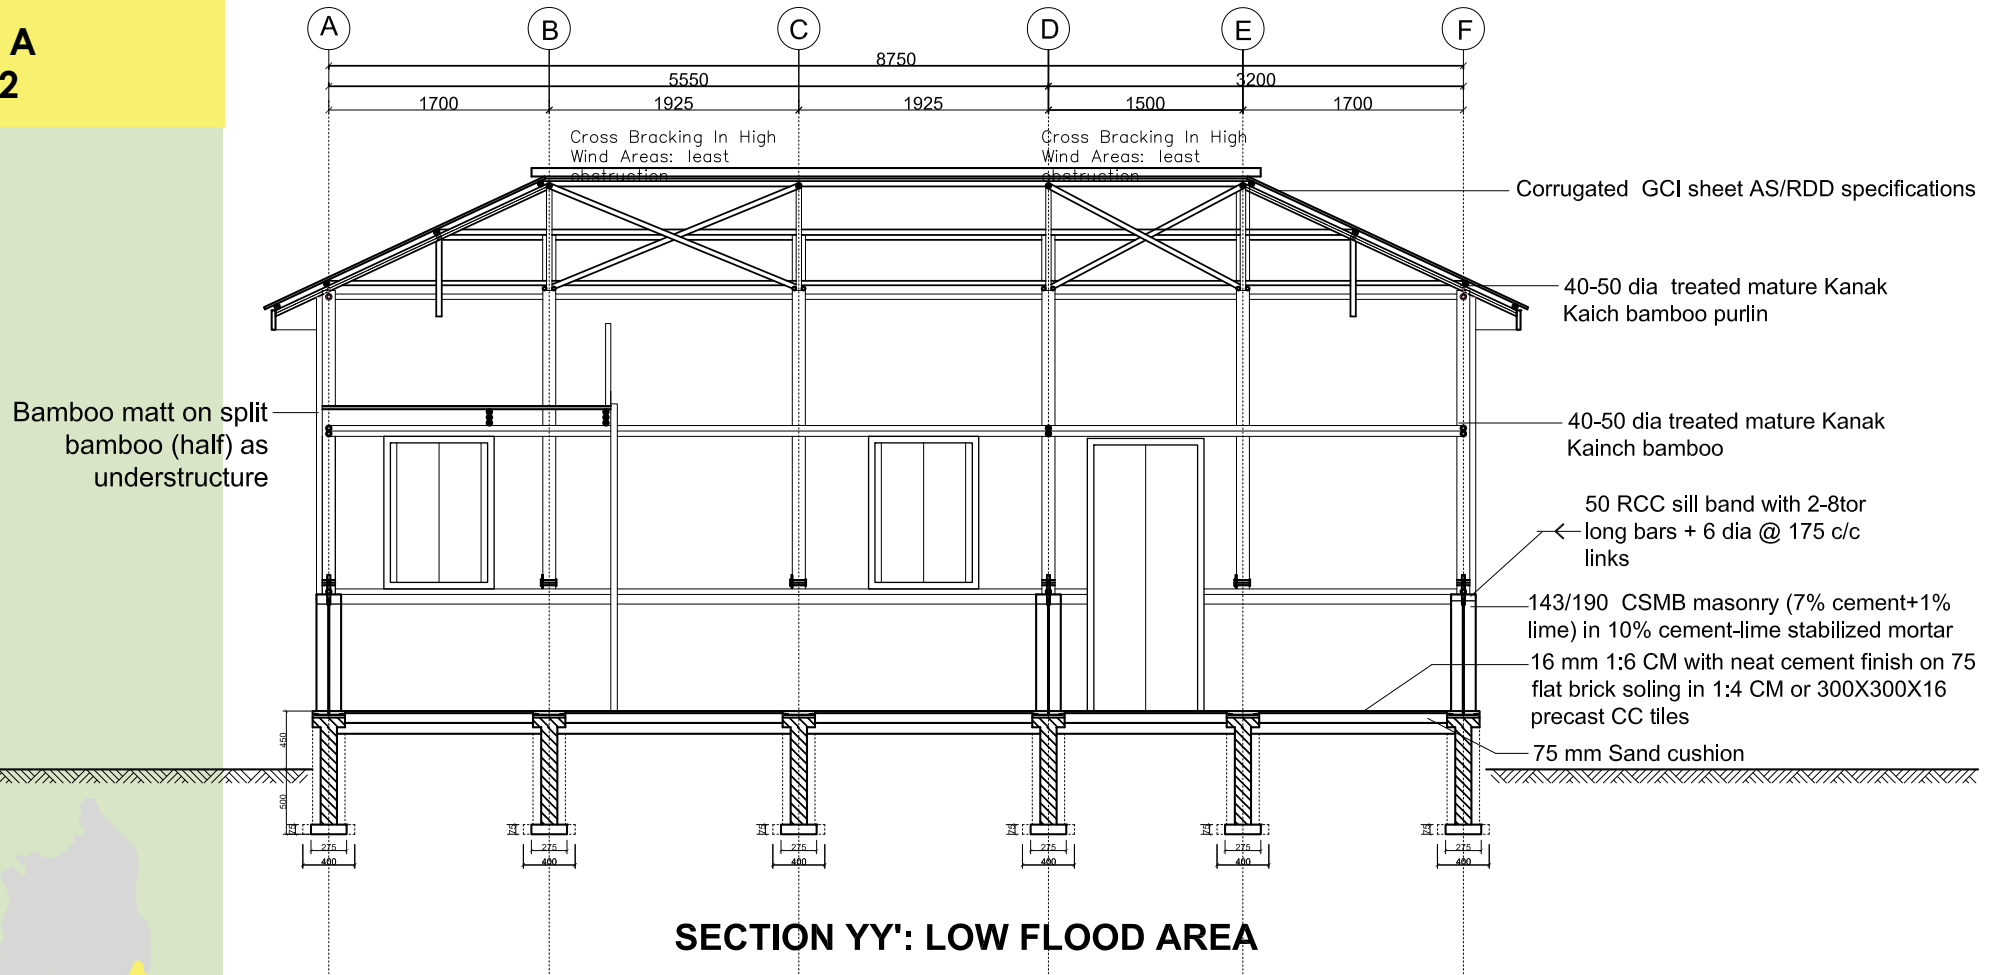 A
2
A B C D E F
8750
5550 3200
1700 1925 1925 1500 1700
Cross Bracking In High
Wind Areas: least
obstruction
Cross Bracking In High
Wind Areas: least
obstruction
Corrugated GCI sheet AS/RDD specifications
40-50 dia treated mature Kanak
Kaich bamboo purlin
Bamboo matt on split
bamboo (half) as
understructure
40-50 dia treated mature Kanak
Kainch bamboo
50 RCC sill band with 2-8tor
long bars + 6 dia @ 175 c/c
links
143/190 CSMB masonry (7% cement+1%
lime) in 10% cement-lime stabilized mortar
16 mm 1:6 CM with neat cement finish on 75
flat brick soling in 1:4 CM or 300X300X16
precast CC tiles
75 mm Sand cushion
450
500
75 75 75 75 75 75
275 275 275 275 275 275
400 400 400 400 400 400
SECTION YY': LOW FLOOD AREA